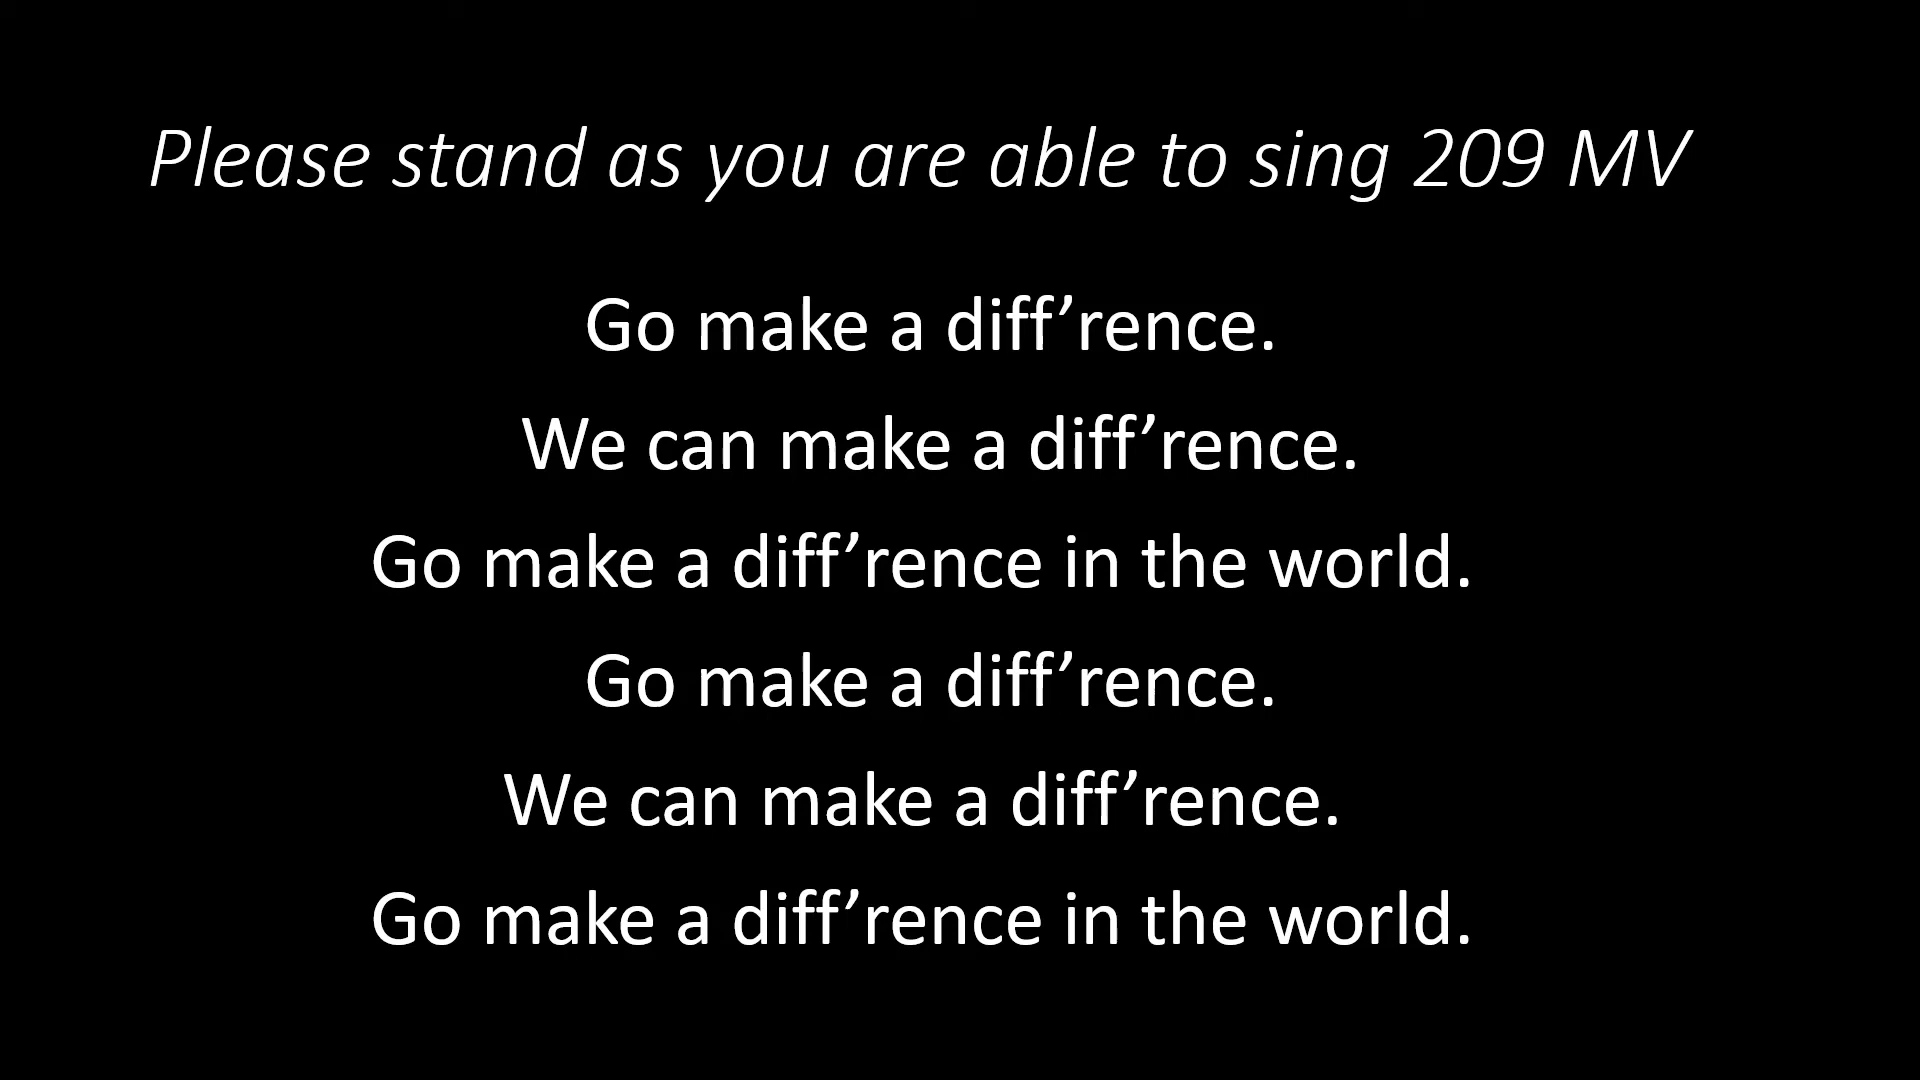 Please stand as you are able to sing 209 MV
Go make a diff’rence.
We can make a diff’rence.
Go make a diff’rence in the world.
Go make a diff’rence.
We can make a diff’rence.
Go make a diff’rence in the world.